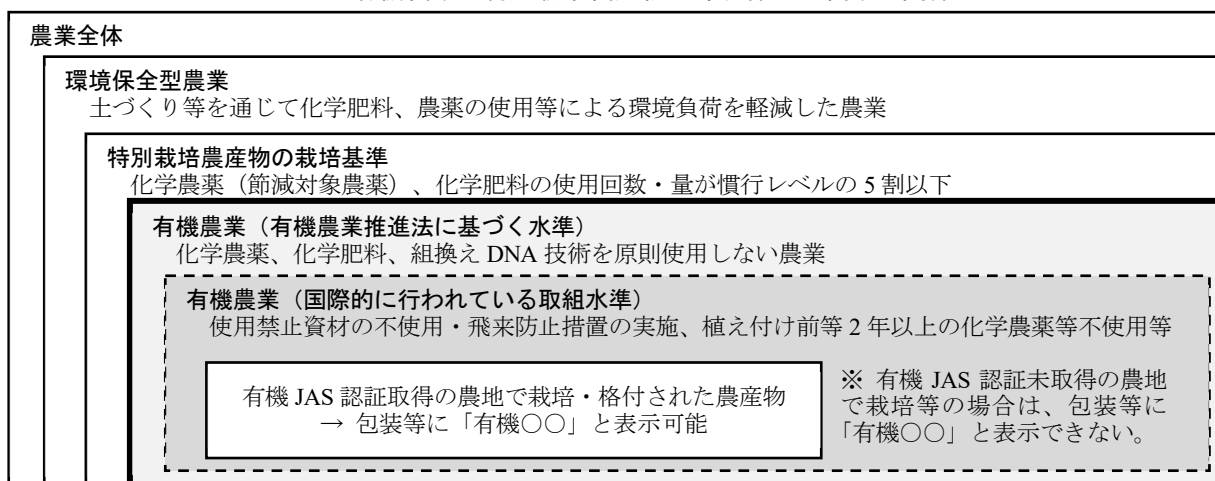 農業全体
環境保全型農業
土づくり等を通じて化学肥料、農薬の使用等による環境負荷を軽減した農業
特別栽培農産物の栽培基準
化学農薬（節減対象農薬）、化学肥料の使用回数・量が慣行レベルの 5 割以下
有機農業（有機農業推進法に基づく水準）
化学農薬、化学肥料、組換え DNA 技術を原則使用しない農業
有機農業（国際的に行われている取組水準）
使用禁止資材の不使用・飛来防止措置の実施、植え付け前等 2 年以上の化学農薬等不使用等
有機 JAS 認証取得の農地で栽培・格付された農産物
→ 包装等に「有機○○」と表示可能
※ 有機 JAS 認証未取得の農地
で栽培等の場合は、包装等に
「有機○○」と表示できない。